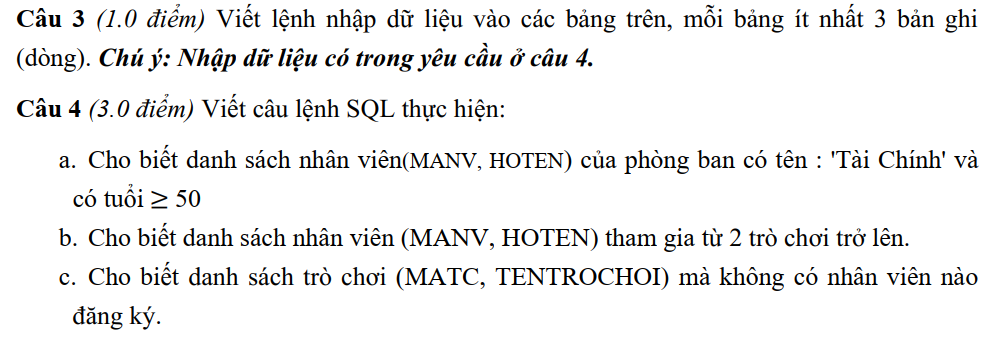 Câu 3 (1.0 điểm) Viết lệnh nhập dữ liệu vào các bảng trên, mỗi bảng ít nhất 3 bản ghi
(dòng). Chú ý: Nhập dữ liệu có trong yêu cầu ở câu 4.
Câu 4 (3.0 điểm) Viết câu lệnh SQL thực hiện:
a. Cho biết danh sách nhân viên(MANV, HOTEN) của phòng ban có tên : 'Tài Chính' và
có tuổi ≥ 50
b. Cho biết danh sách nhân viên (MANV, HOTEN) tham gia từ 2 trò chơi trở lên.
c. Cho biết danh sách trò chơi (MATC, TENTROCHOI) mà không có nhân viên nào
đăng ký.